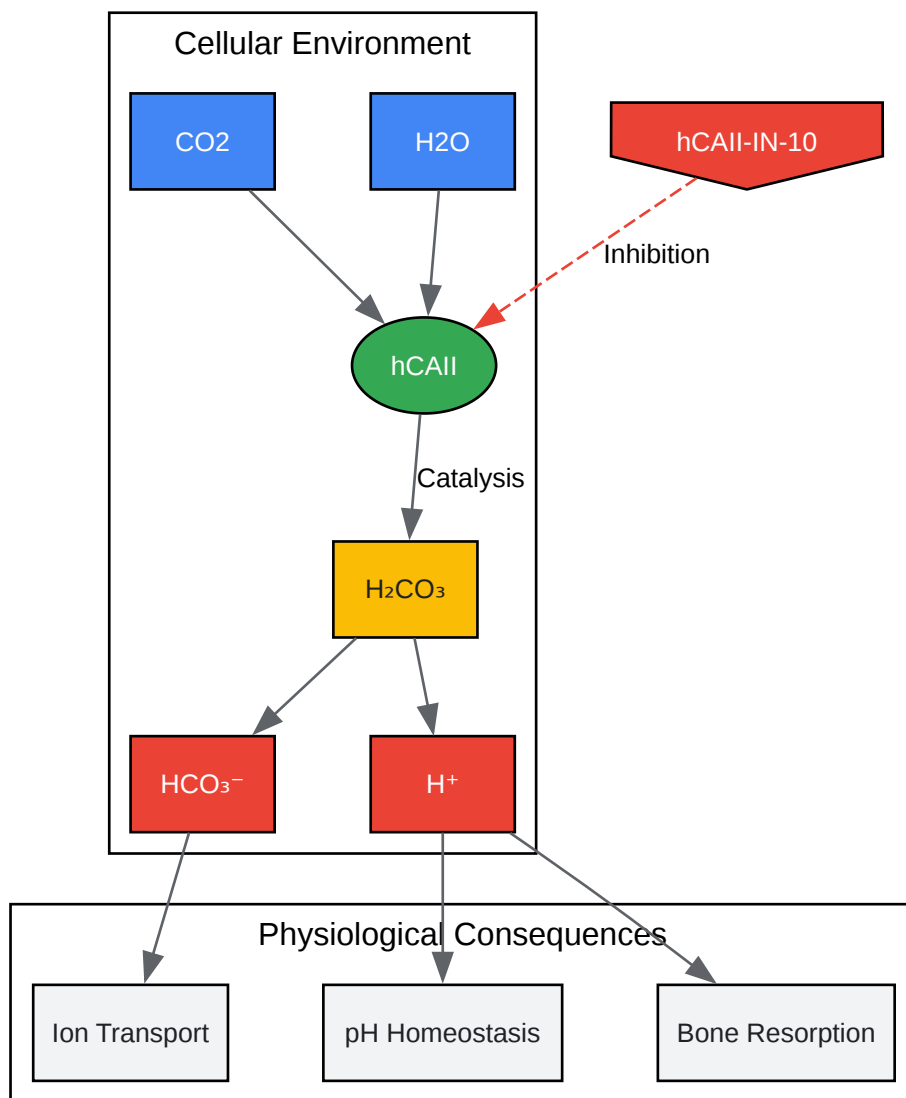 Cellular Environment
CO2
H2O
hCAII-IN-10
Inhibition
hCAII
Catalysis
H₂CO₃
HCO₃⁻
H⁺
Physiological Consequences
Ion Transport
pH Homeostasis
Bone Resorption